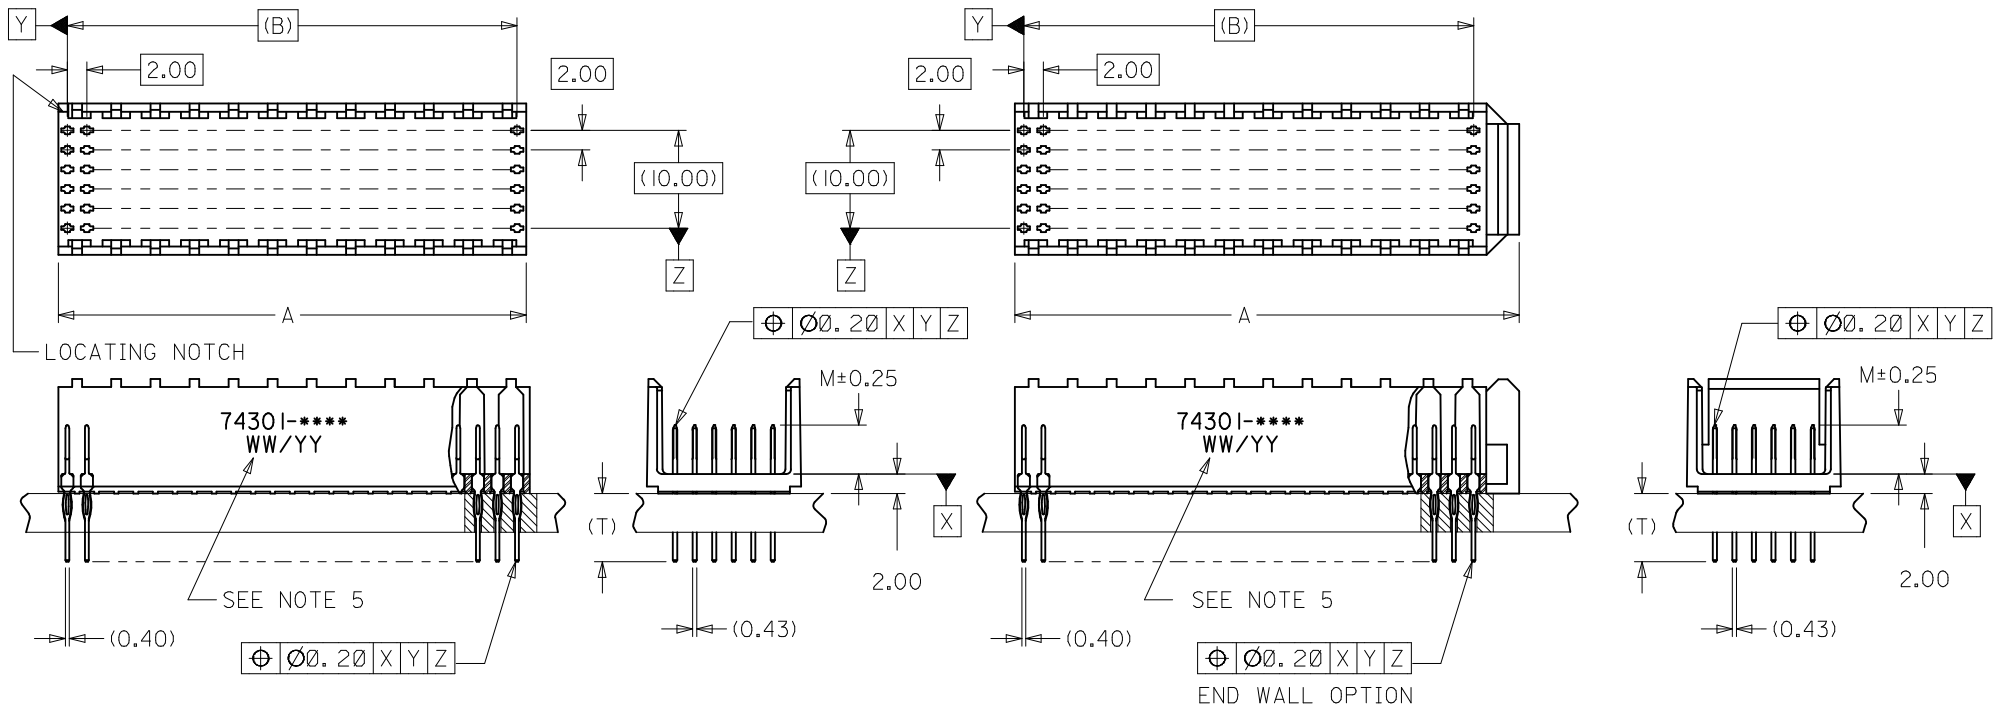 Y
(B)
2.00
2.00
(10.00)
Z
A
LOCATING NOTCH
Y
(B)
2.00
2.00
(10.00)
Z
A
⌖ Ø0.20 X Y Z
⌖ Ø0.20 X Y Z
74301-****
WW/YY
SEE NOTE 5
(0.40)
⌖ Ø0.20 X Y Z
M±0.25
(T)
X
2.00
(0.43)
74301-****
WW/YY
SEE NOTE 5
(0.40)
⌖ Ø0.20 X Y Z
END WALL OPTION
M±0.25
(T)
X
2.00
(0.43)